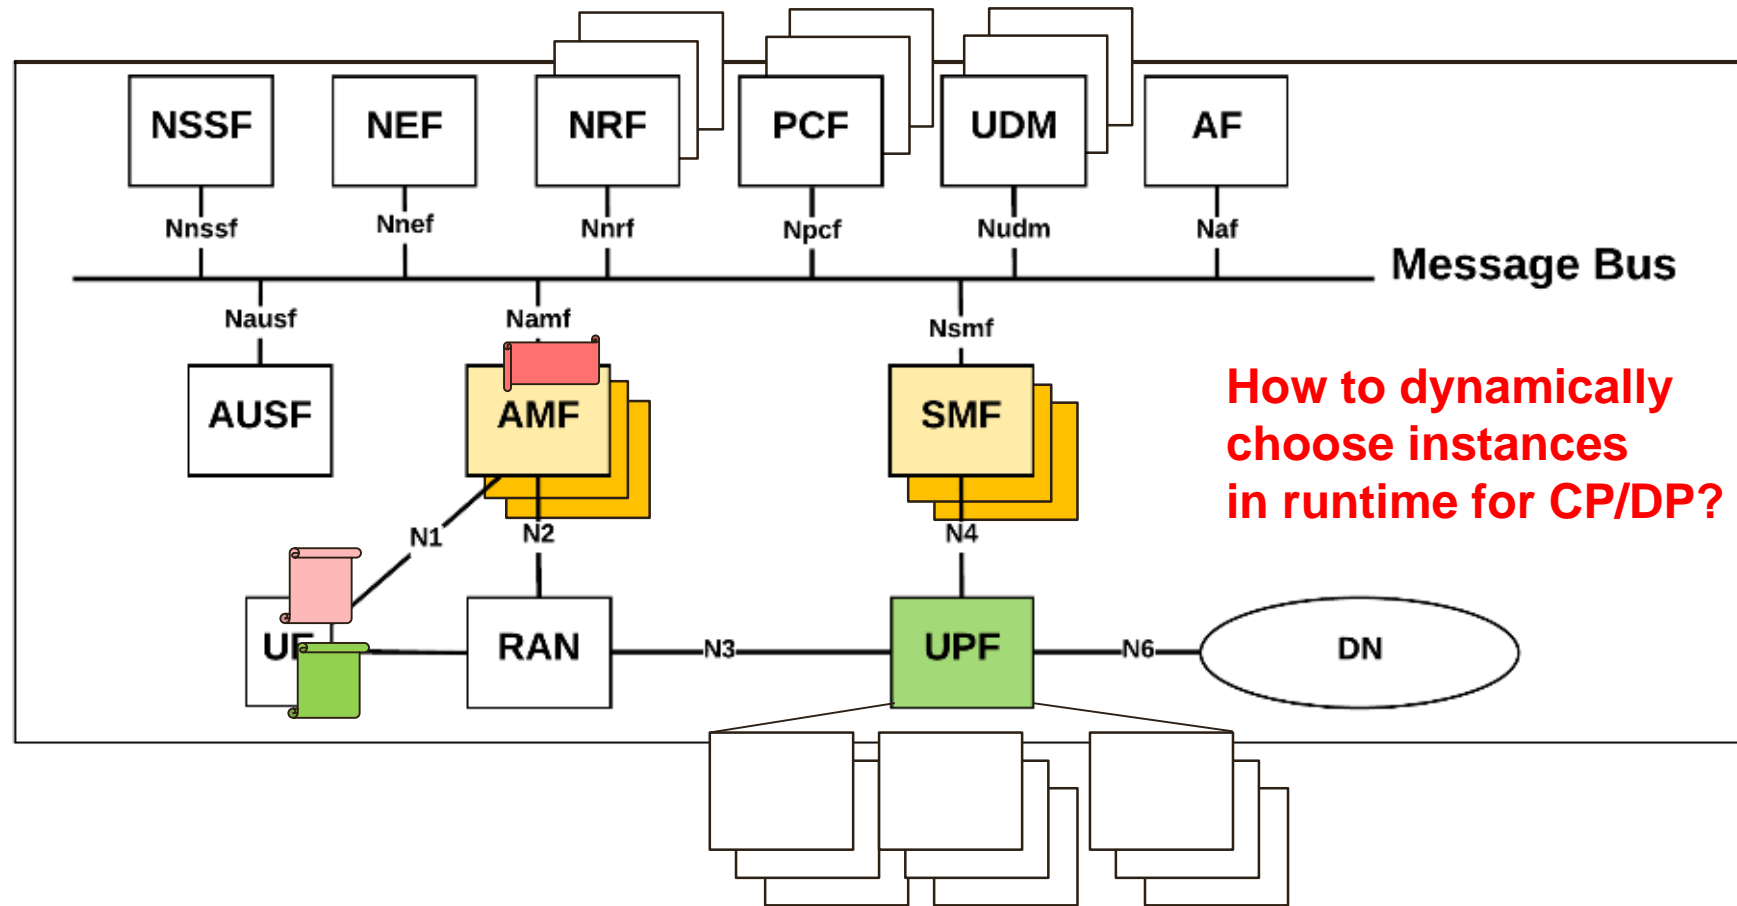 NSSF
NEF
NRF
PCF
UDM
AF
Nnssf
Nnef
Nnrf
Npcf
Nudm
Naf
Message Bus
Nausf
Namf
Nsmf
AUSF
AMF
SMF
How to dynamically
choose instances
in runtime for CP/DP?
N1
N2
N4
RAN
N3
UPF
N6
DN